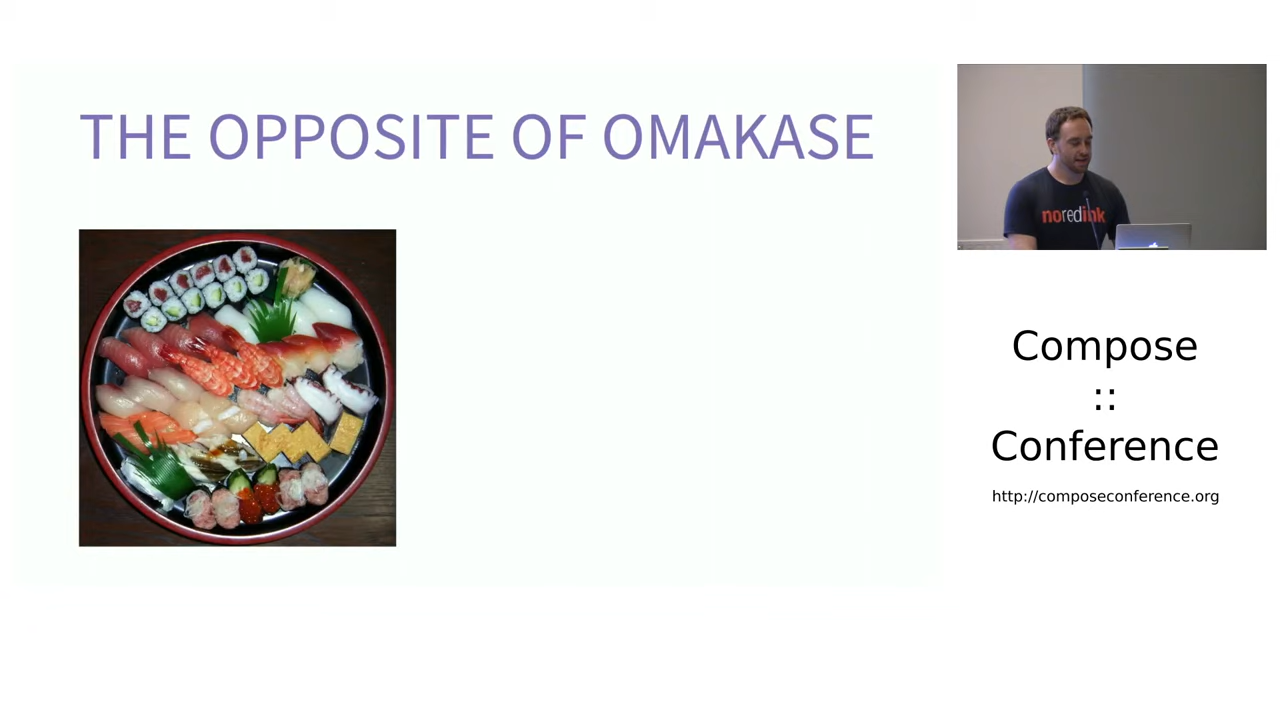 THE OPPOSITE OF OMAKASE
noredink
Compose
::
Conference
http://composeconference.org